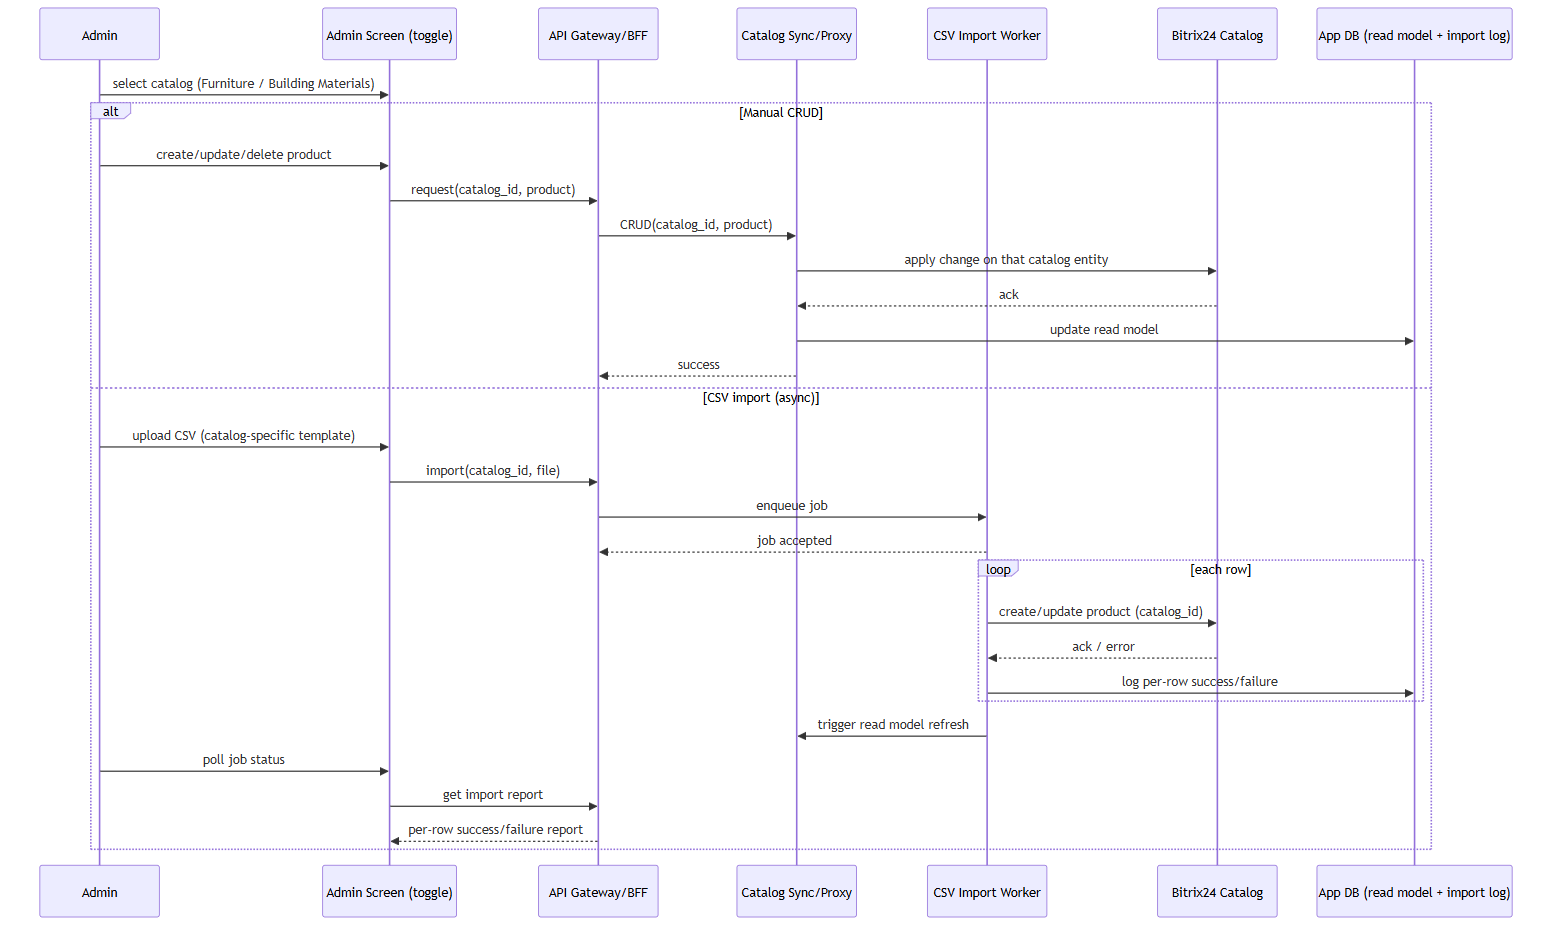 Admin
Admin Screen (toggle)
API Gateway/BFF
Catalog Sync/Proxy
CSV Import Worker
Bitrix24 Catalog
App DB (read model + import log)
select catalog (Furniture / Building Materials)
alt
[Manual CRUD]
create/update/delete product
request(catalog_id, product)
CRUD(catalog_id, product)
apply change on that catalog entity
ack
update read model
success
[CSV import (async)]
upload CSV (catalog-specific template)
import(catalog_id, file)
enqueue job
job accepted
loop
[each row]
create/update product (catalog_id)
ack / error
log per-row success/failure
trigger read model refresh
poll job status
get import report
per-row success/failure report
Admin
Admin Screen (toggle)
API Gateway/BFF
Catalog Sync/Proxy
CSV Import Worker
Bitrix24 Catalog
App DB (read model + import log)